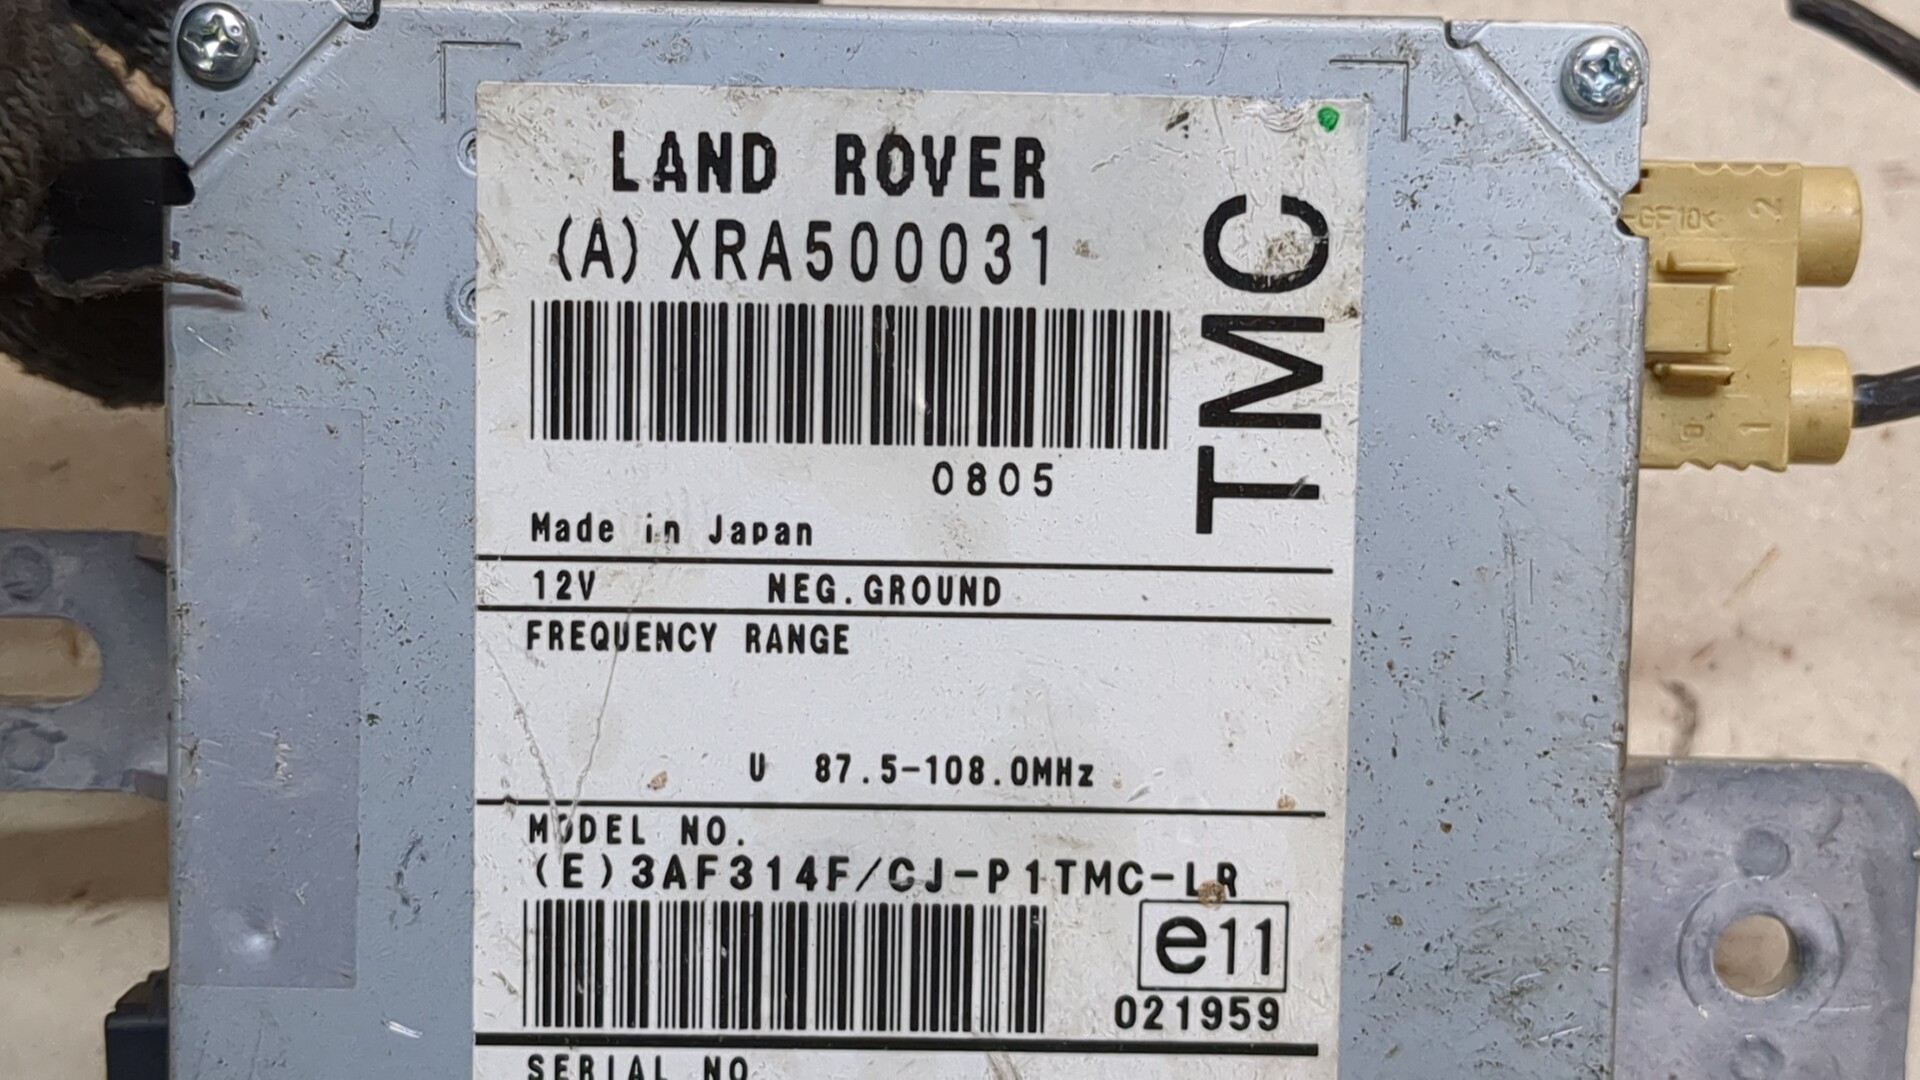 LAND ROVER
(A) XRA500031
TMC
0805
Made in Japan
12V NEG.GROUND
FREQUENCY RANGE
U 87.5-108.0MHz
MODEL NO.
(E)3AF314F/CJ-P1TMC-LR
e11
021959
SERIAL NO
GF10<
2
1